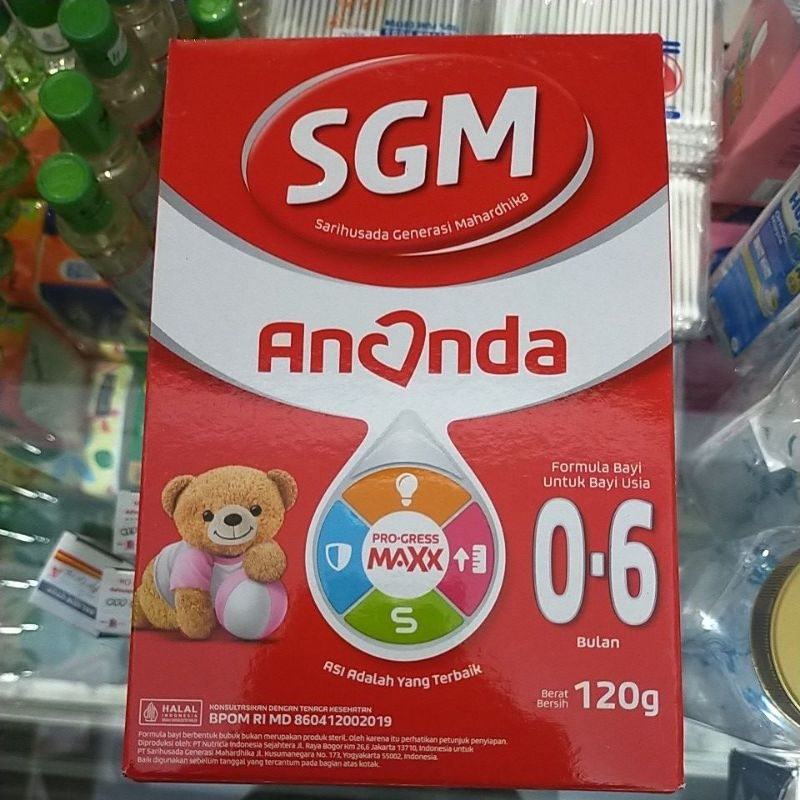 SGM
Sarihusada Generasi Mahardhika
Ananda
Formula Bayi
Untuk Bayi Usia
0-6
Bulan
PRO-GRESS
MAXX
S
ASI Adalah Yang Terbaik
Berat
Bersih
120g
HALAL
INDONESIA
KONSULTASIKAN DENGAN TENAGA KESEHATAN
BPOM RI MD 860412002019
Formula bayi berbentuk bubuk bukan merupakan produk steril. Oleh karena itu perhatikan petunjuk penyiapan.
Diproduksi oleh: PT Nutricia Indonesia Sejahtera Jl. Raya Bogor Km 26,6 Jakarta 13710, Indonesia untuk
PT Sarihusada Generasi Mahardhika Jl. Kusumanegara No. 173, Yogyakarta 55002, Indonesia.
Baik digunakan sebelum tanggal yang tercantum pada bagian atas kotak.